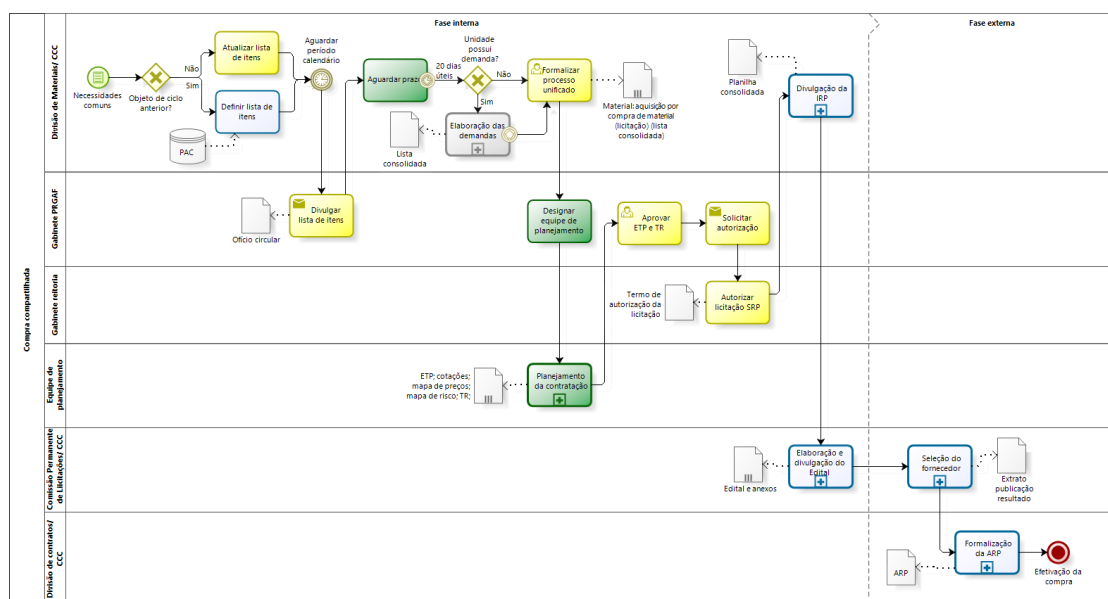 Fase interna
Fase externa
Compra compartilhada
Divisão de Materiais/ CCC
Necessidades
comuns
Objeto de ciclo
anterior?
Não
Sim
Atualizar lista
de itens
Definir lista de
itens
PAC
Aguardar
período
calendário
Aguardar prazo
20 dias
úteis
Unidade
possui
demanda?
Não
Sim
Elaboração das
demandas
Lista
consolidada
Formalizar
processo
unificado
Material: aquisição por
compra de material
(licitação) (lista
consolidada)
Planilha
consolidada
Divulgação da
IRP
Gabinete PRGAF
Ofício circular
Divulgar
lista de itens
Designar
equipe de
planejamento
Aprovar
ETP e TR
Solicitar
autorização
Gabinete reitoria
Termo de
autorização da
licitação
Autorizar
licitação SRP
Equipe de
planejamento
ETP; cotações;
mapa de preços;
mapa de risco; TR;
Planejamento
da contratação
Comissão Permanente
de Licitações/ CCC
Edital e anexos
Elaboração e
divulgação do
Edital
Seleção do
fornecedor
Extrato
publicação
resultado
Divisão de contratos/
CCC
ARP
Formalização
da ARP
Efetivação da
compra